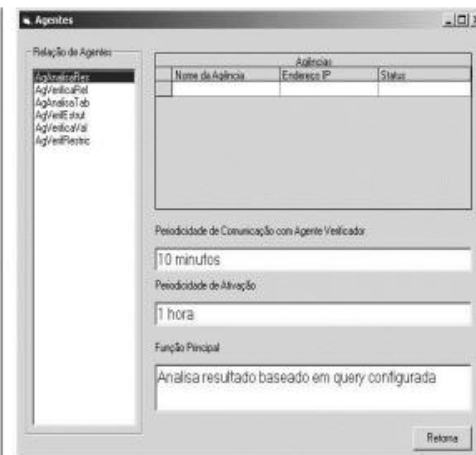 Agentes
Relação de Agentes
AgAnalisaRes
AgVerificaRel
AgAnalisaTab
AgVerifEstrut
AgVerificaVal
AgVerifRestric
Agências
Nome da Agência Endereço IP Status
Periodicidade de Comunicação com Agente Verificador
10 minutos
Periodicidade de Ativação
1 hora
Função Principal
Analisa resultado baseado em query configurada
Retorna